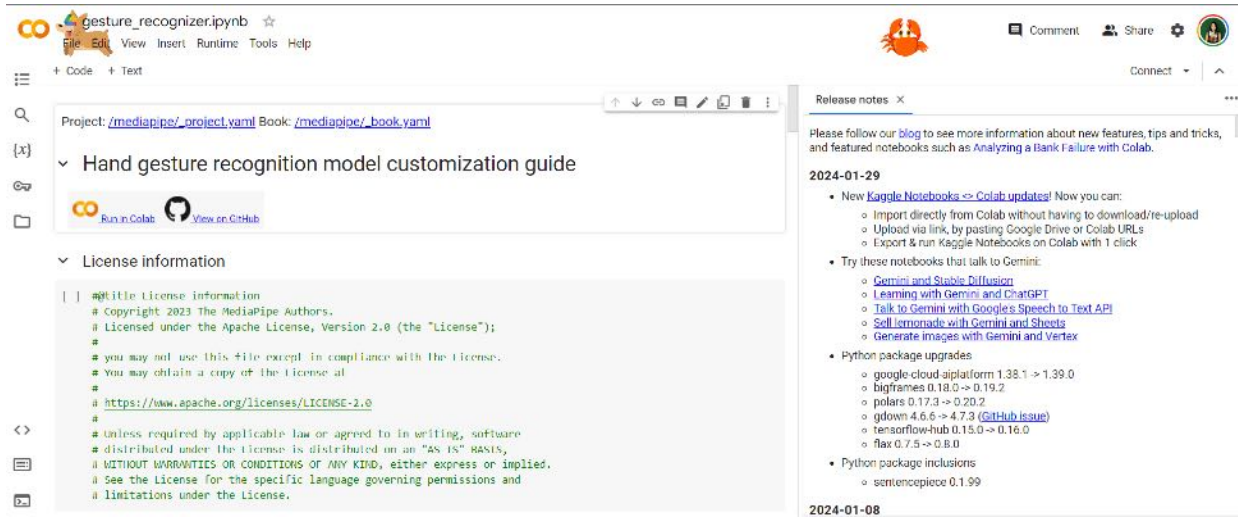 gesture_recognizer.ipynb
File Edit View Insert Runtime Tools Help
Comment Share
+ Code + Text
Connect
Project: /mediapipe/_project.yaml Book: /mediapipe/_book.yaml
Hand gesture recognition model customization guide
Run in Colab View on GitHub
License information
[ ] #@title License information
# Copyright 2023 The MediaPipe Authors.
# Licensed under the Apache License, Version 2.0 (the "License");
#
# you may not use this file except in compliance with the License.
# You may obtain a copy of the License at
#
# https://www.apache.org/licenses/LICENSE-2.0
#
# Unless required by applicable law or agreed to in writing, software
# distributed under the License is distributed on an "AS IS" BASIS,
# WITHOUT WARRANTIES OR CONDITIONS OF ANY KIND, either express or implied.
# See the License for the specific language governing permissions and
# limitations under the License.
Release notes
Please follow our blog to see more information about new features, tips and tricks,
and featured notebooks such as Analyzing a Bank Failure with Colab.
2024-01-29
• New Kaggle Notebooks <> Colab updates! Now you can:
Import directly from Colab without having to download/re-upload
Upload via link, by pasting Google Drive or Colab URLs
Export & run Kaggle Notebooks on Colab with 1 click
• Try these notebooks that talk to Gemini:
Gemini and Stable Diffusion
Learning with Gemini and ChatGPT
Talk to Gemini with Google's Speech to Text API
Sell lemonade with Gemini and Sheets
Generate images with Gemini and Vertex
• Python package upgrades
google-cloud-aiplatform 1.38.1 -> 1.39.0
bigframes 0.18.0 -> 0.19.2
polars 0.17.3 -> 0.20.2
gdown 4.6.6 -> 4.7.3 (GitHub issue)
tensorflow-hub 0.15.0 -> 0.16.0
flax 0.7.5 -> 0.8.0
• Python package inclusions
sentencepiece 0.1.99
2024-01-08